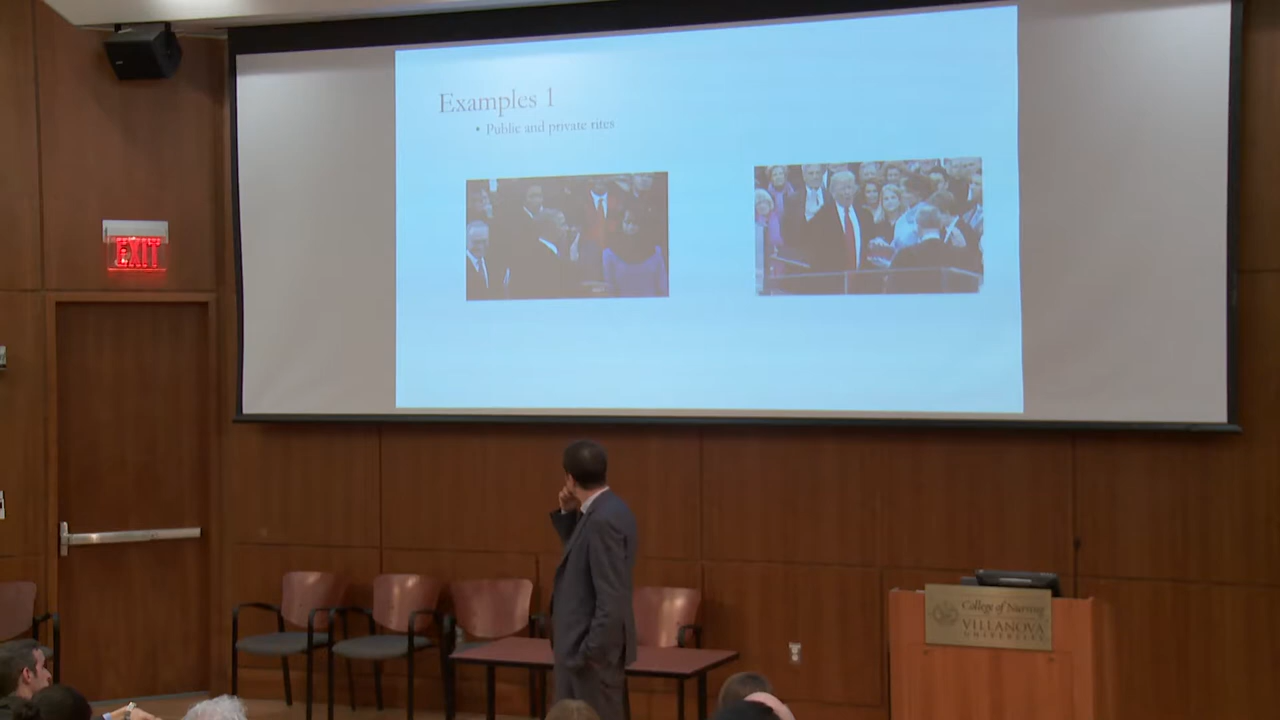 Examples 1
• Public and private rites
EXIT
College of Nursing
VILLANOVA
UNIVERSITY